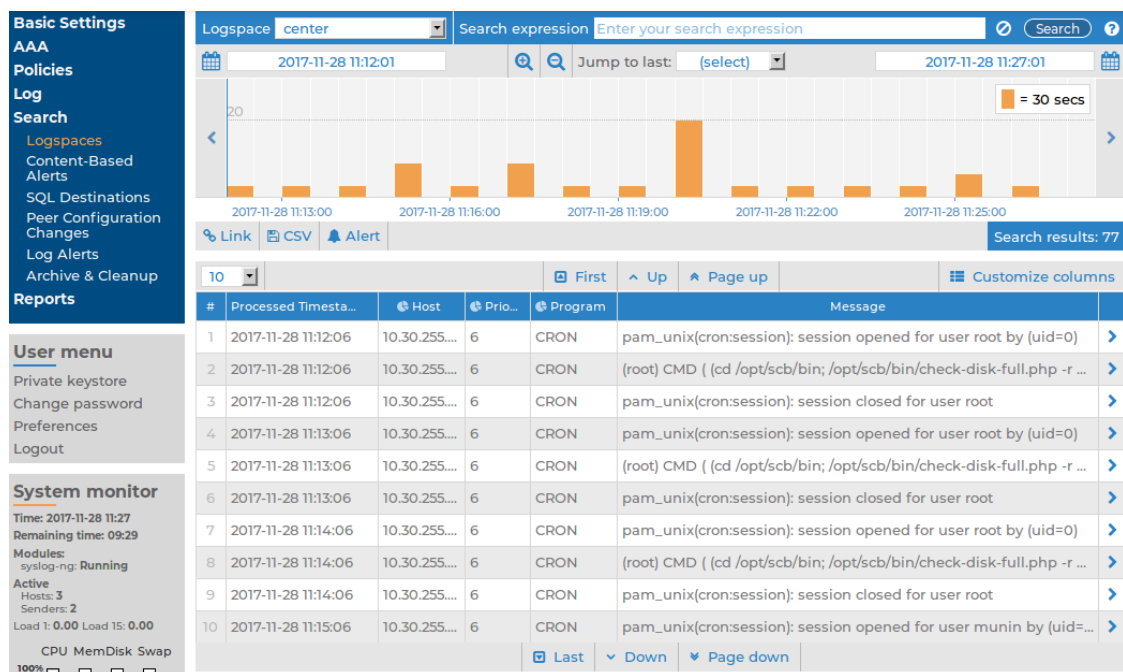 Basic Settings
AAA
Policies
Log
Search
Logspaces
Content-Based
Alerts
SQL Destinations
Peer Configuration
Changes
Log Alerts
Archive & Cleanup
Reports
User menu
Private keystore
Change password
Preferences
Logout
System monitor
Time: 2017-11-28 11:27
Remaining time: 09:29
Modules:
syslog-ng: Running
Active
Hosts: 3
Senders: 2
Load 1: 0.00 Load 15: 0.00
CPU MemDisk Swap
100%
Logspace center Search expression Enter your search expression Search ?
2017-11-28 11:12:01 Jump to last: (select) 2017-11-28 11:27:01
= 30 secs
20
2017-11-28 11:13:00 2017-11-28 11:16:00 2017-11-28 11:19:00 2017-11-28 11:22:00 2017-11-28 11:25:00
Link CSV Alert Search results: 77
10 First Up Page up Customize columns
# Processed Timesta... Host Prio... Program Message
1 2017-11-28 11:12:06 10.30.255.... 6 CRON pam_unix(cron:session): session opened for user root by (uid=0)
2 2017-11-28 11:12:06 10.30.255.... 6 CRON (root) CMD ( (cd /opt/scb/bin; /opt/scb/bin/check-disk-full.php -r ...
3 2017-11-28 11:12:06 10.30.255.... 6 CRON pam_unix(cron:session): session closed for user root
4 2017-11-28 11:13:06 10.30.255.... 6 CRON pam_unix(cron:session): session opened for user root by (uid=0)
5 2017-11-28 11:13:06 10.30.255.... 6 CRON (root) CMD ( (cd /opt/scb/bin; /opt/scb/bin/check-disk-full.php -r ...
6 2017-11-28 11:13:06 10.30.255.... 6 CRON pam_unix(cron:session): session closed for user root
7 2017-11-28 11:14:06 10.30.255.... 6 CRON pam_unix(cron:session): session opened for user root by (uid=0)
8 2017-11-28 11:14:06 10.30.255.... 6 CRON (root) CMD ( (cd /opt/scb/bin; /opt/scb/bin/check-disk-full.php -r ...
9 2017-11-28 11:14:06 10.30.255.... 6 CRON pam_unix(cron:session): session closed for user root
10 2017-11-28 11:15:06 10.30.255.... 6 CRON pam_unix(cron:session): session opened for user munin by (uid=...
Last Down Page down